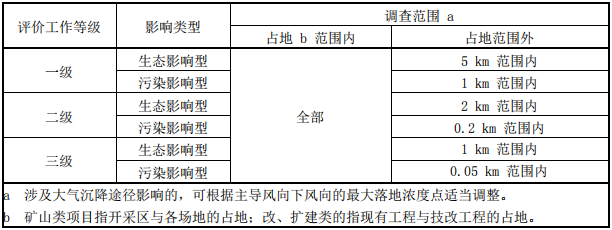 评价工作等级 影响类型 调查范围 a
占地 b 范围内 占地范围外
一级 生态影响型 全部 5 km 范围内
污染影响型 1 km 范围内
二级 生态影响型 2 km 范围内
污染影响型 0.2 km 范围内
三级 生态影响型 1 km 范围内
污染影响型 0.05 km 范围内
a 涉及大气沉降途径影响的，可根据主导风向下风向的最大落地浓度点适当调整。
b 矿山类项目指开采区与各场地的占地；改、扩建类的指现有工程与技改工程的占地。